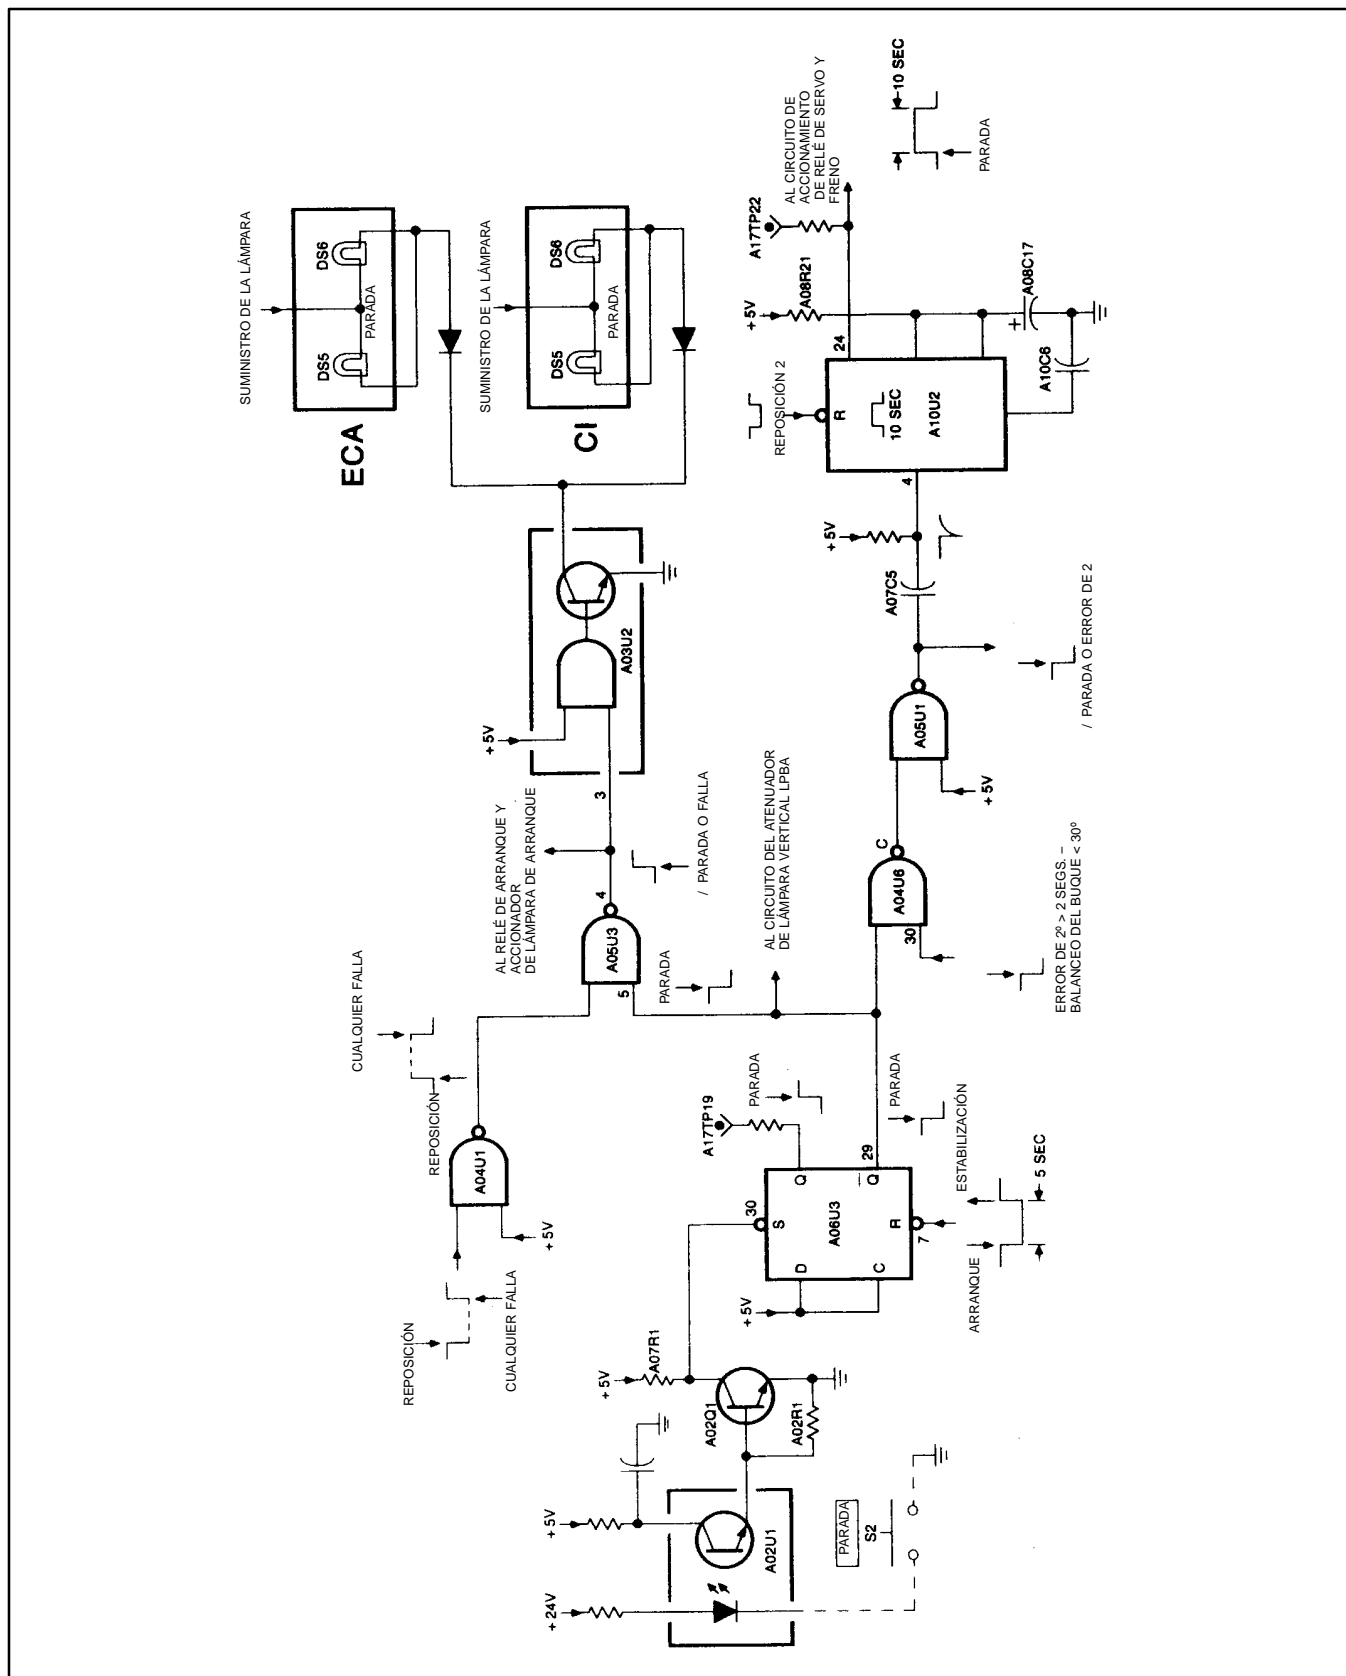 +24V
+5V
A02U1
PARADA
S2
A02Q1
A02R1
+5V
A07R1
REPOSICIÓN
CUALQUIER FALLA
+5V
A04U1
REPOSICIÓN
CUALQUIER FALLA
+5V
30
S
D
Q
A06U3
C
R
Q
7
29
ARRANQUE
ESTABILIZACIÓN
5 SEC
A17TP19
PARADA
PARADA
PARADA
5
A05U3
4
AL RELÉ DE ARRANQUE Y
ACCIONADOR
DE LÁMPARA DE ARRANQUE
/ PARADA O FALLA
3
+5V
A03U2
AL CIRCUITO DEL ATENUADOR
DE LÁMPARA VERTICAL LPBA
30
A04U6
C
ERROR DE 2º > 2 SEGS. –
BALANCEO DEL BUQUE < 30º
+5V
A05U1
/ PARADA O ERROR DE 2
A07C5
+5V
4
REPOSICIÓN 2
R
10 SEC
A10U2
24
+5V
A08R21
A17TP22
AL CIRCUITO DE
ACCIONAMIENTO
DE RELÉ DE SERVO Y
FRENO
A10C6
+
A08C17
10 SEC
PARADA
ECA
SUMINISTRO DE LA LÁMPARA
DS5
DS6
PARADA
CI
SUMINISTRO DE LA LÁMPARA
DS5
DS6
PARADA